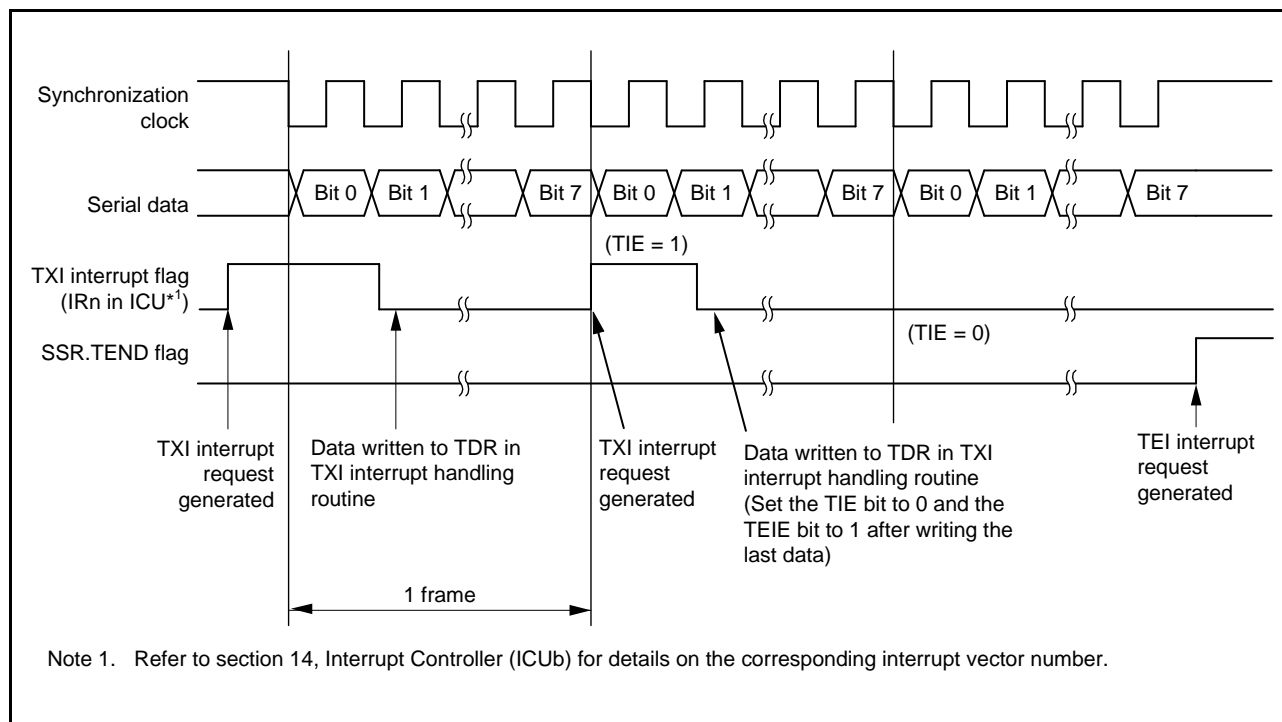 Synchronization
clock
Serial data
Bit 0 Bit 1 Bit 7 Bit 0 Bit 1 Bit 7 Bit 0 Bit 1 Bit 7
(TIE = 1)
TXI interrupt flag
(IRn in ICU*1)
(TIE = 0)
SSR.TEND flag
TXI interrupt
request
generated
Data written to TDR in
TXI interrupt handling
routine
TXI interrupt
request
generated
Data written to TDR in TXI
interrupt handling routine
(Set the TIE bit to 0 and the
TEIE bit to 1 after writing the
last data)
TEI interrupt
request
generated
1 frame
Note 1. Refer to section 14, Interrupt Controller (ICUb) for details on the corresponding interrupt vector number.